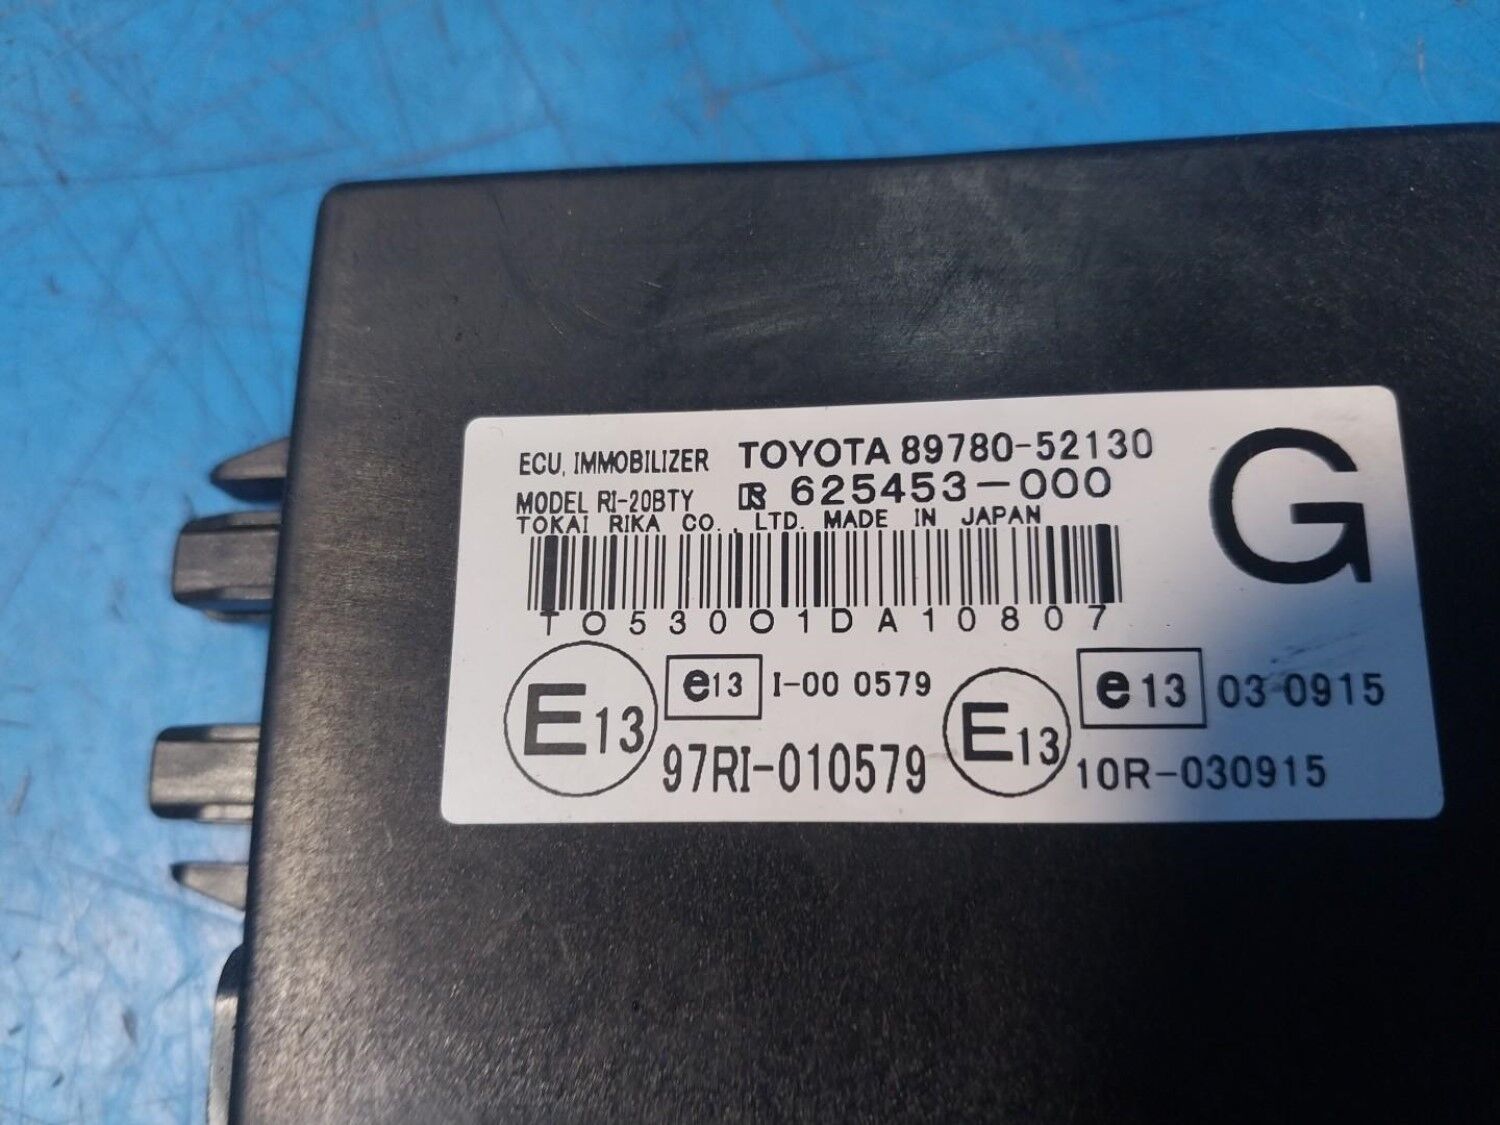 ECU, IMMOBILIZER TOYOTA 89780-52130
MODEL RI-20BTY 625453-000
TOKAI RIKA CO., LTD. MADE IN JAPAN
G
T053001DA10807
E13 e13 I-00 0579
97RI-010579
E13 e13 03 0915
10R-030915